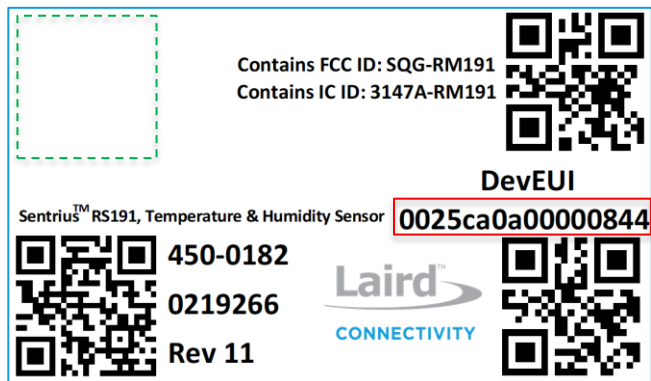 Contains FCC ID: SQG-RM191
Contains IC ID: 3147A-RM191
DevEUI
Sentrius™ RS191, Temperature & Humidity Sensor
0025ca0a00000844
450-0182
0219266
Rev 11
Laird™
CONNECTIVITY